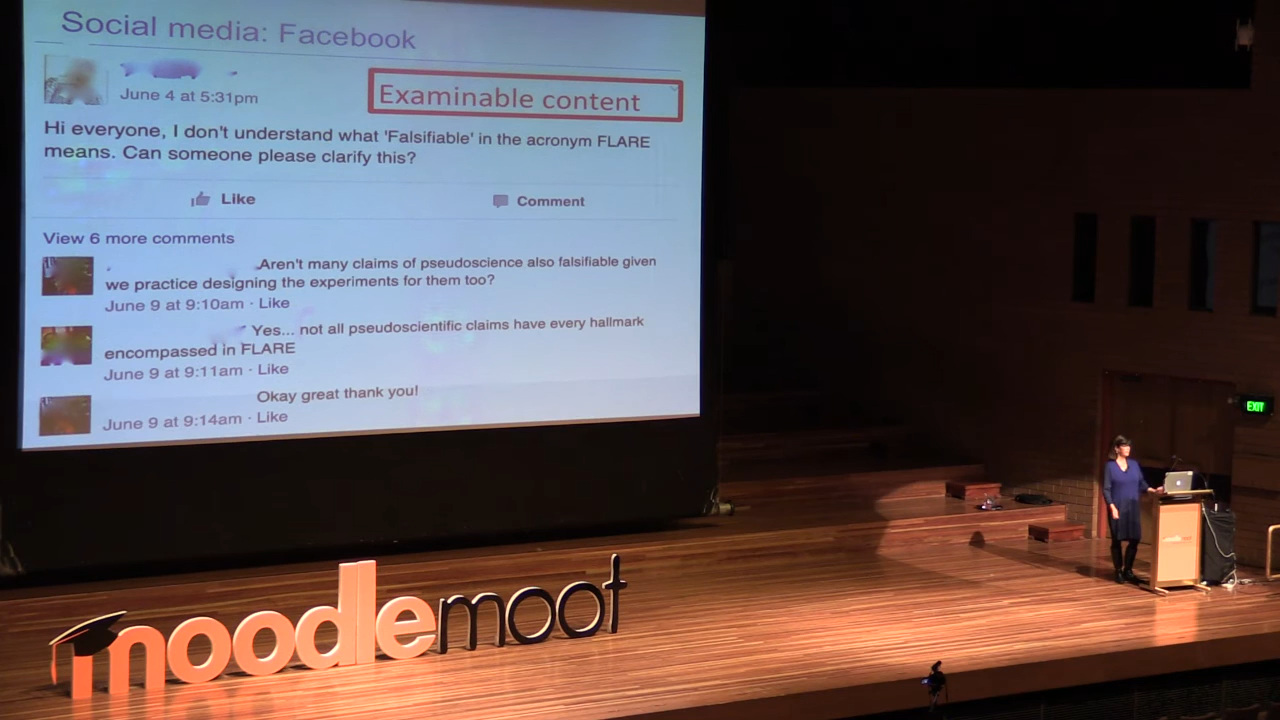 Social media: Facebook
June 4 at 5:31pm
Examinable content
Hi everyone, I don't understand what 'Falsifiable' in the acronym FLARE
means. Can someone please clarify this?
Like
Comment
View 6 more comments
Aren't many claims of pseudoscience also falsifiable given
we practice designing the experiments for them too?
June 9 at 9:10am · Like
Yes... not all pseudoscientific claims have every hallmark
encompassed in FLARE
June 9 at 9:11am · Like
Okay great thank you!
June 9 at 9:14am · Like
EXIT
moodlemoot